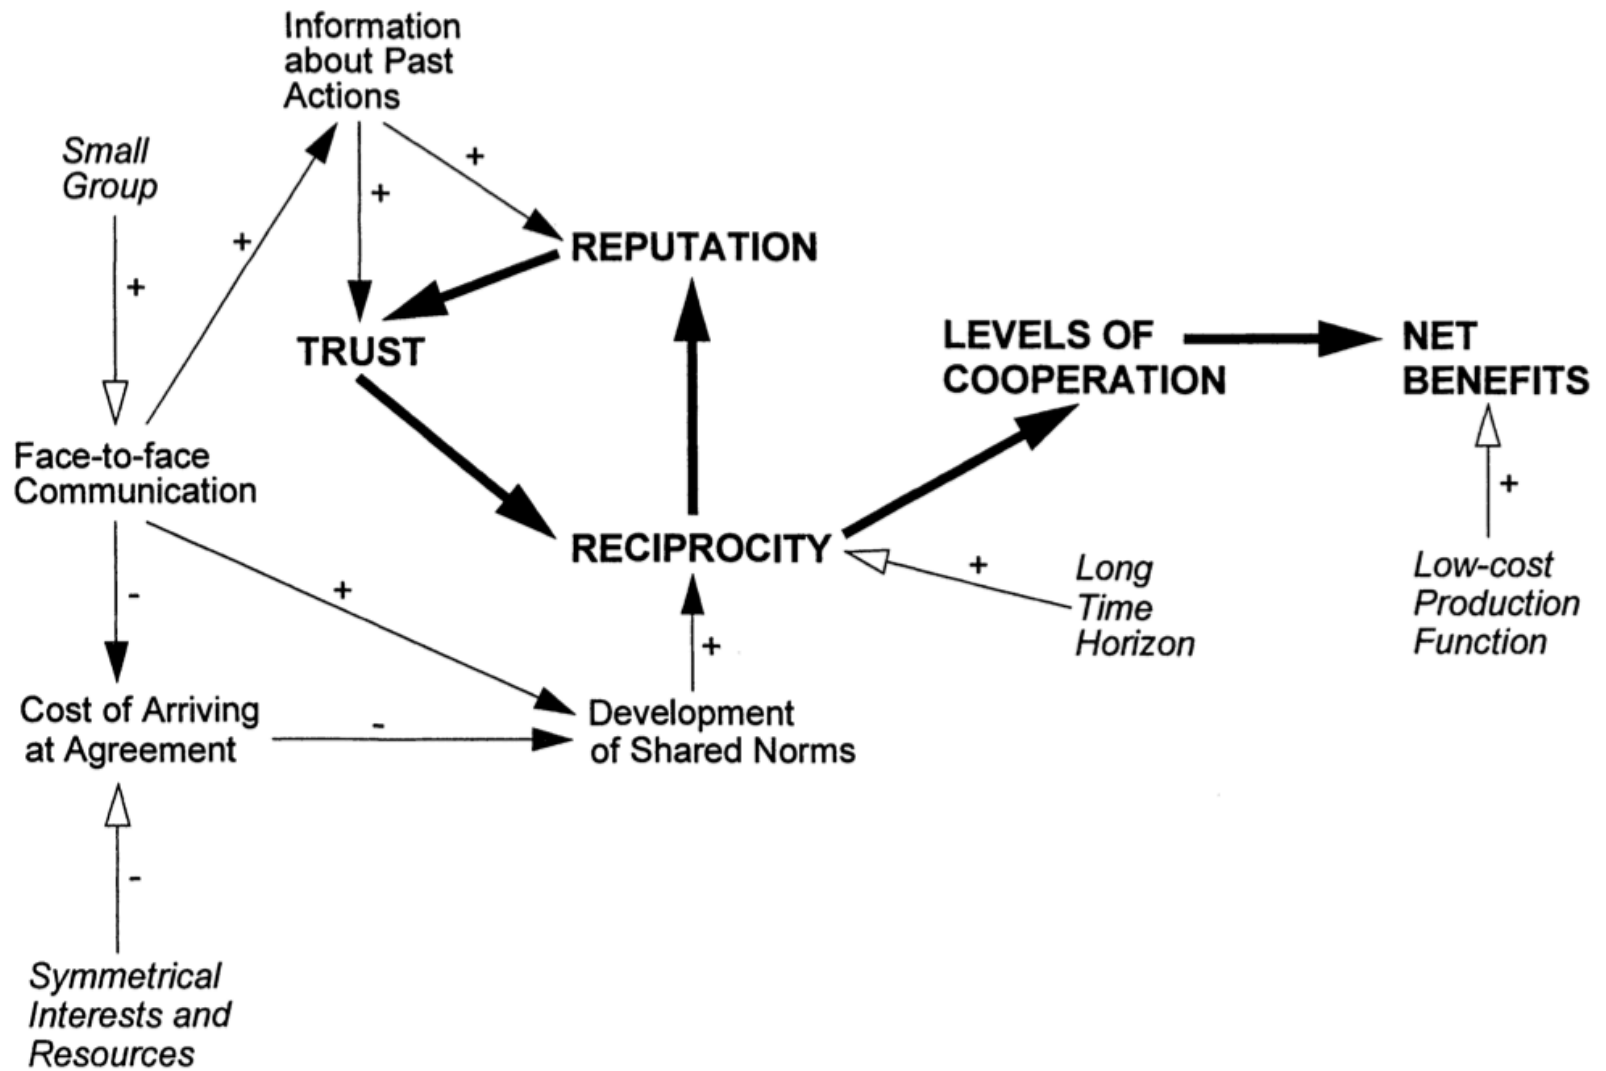 Information
about Past
Actions
Small
Group
+
+
+
+
REPUTATION
TRUST
LEVELS OF
COOPERATION
NET
BENEFITS
Face-to-face
Communication
+
RECIPROCITY
+
Long
Time
Horizon
Low-cost
Production
Function
-
+
+
Cost of Arriving
at Agreement
-
Development
of Shared Norms
-
Symmetrical
Interests and
Resources